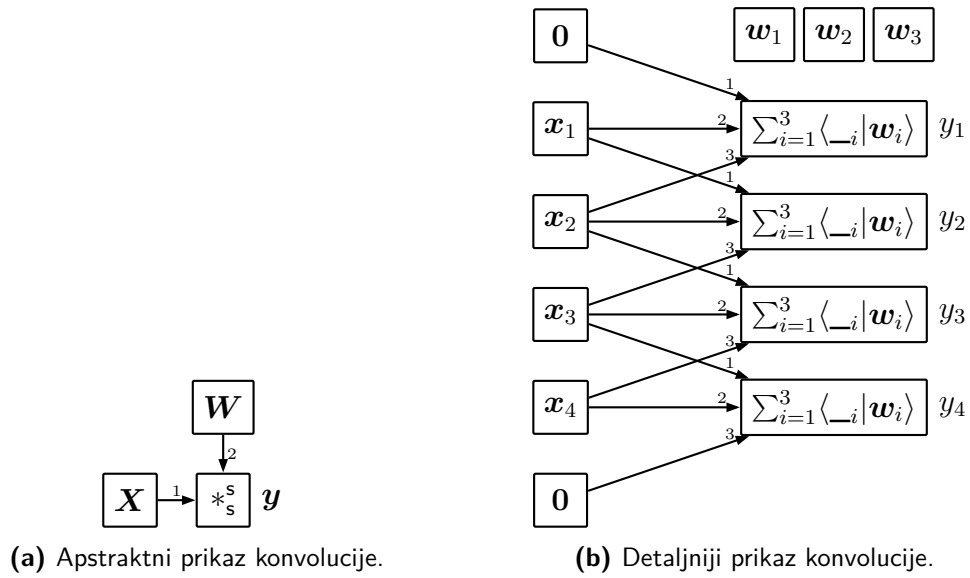 0 w₁ w₂ w₃
1
x₁ 2 ∑³ᵢ₌₁⟨_ᵢ|wᵢ⟩ y₁
3 1
x₂ 2 ∑³ᵢ₌₁⟨_ᵢ|wᵢ⟩ y₂
3 1
x₃ 2 ∑³ᵢ₌₁⟨_ᵢ|wᵢ⟩ y₃
3 1
W x₄ 2 ∑³ᵢ₌₁⟨_ᵢ|wᵢ⟩ y₄
2 3
X 1 *ˢₛ y 0
(a) Apstraktni prikaz konvolucije.
(b) Detaljniji prikaz konvolucije.